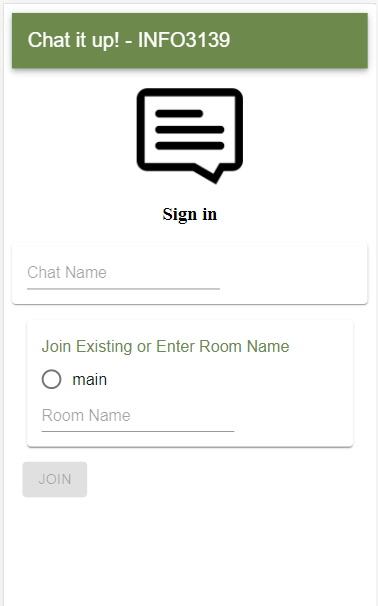 Chat it up! - INFO3139
Sign in
Chat Name
Join Existing or Enter Room Name
main
Room Name
JOIN